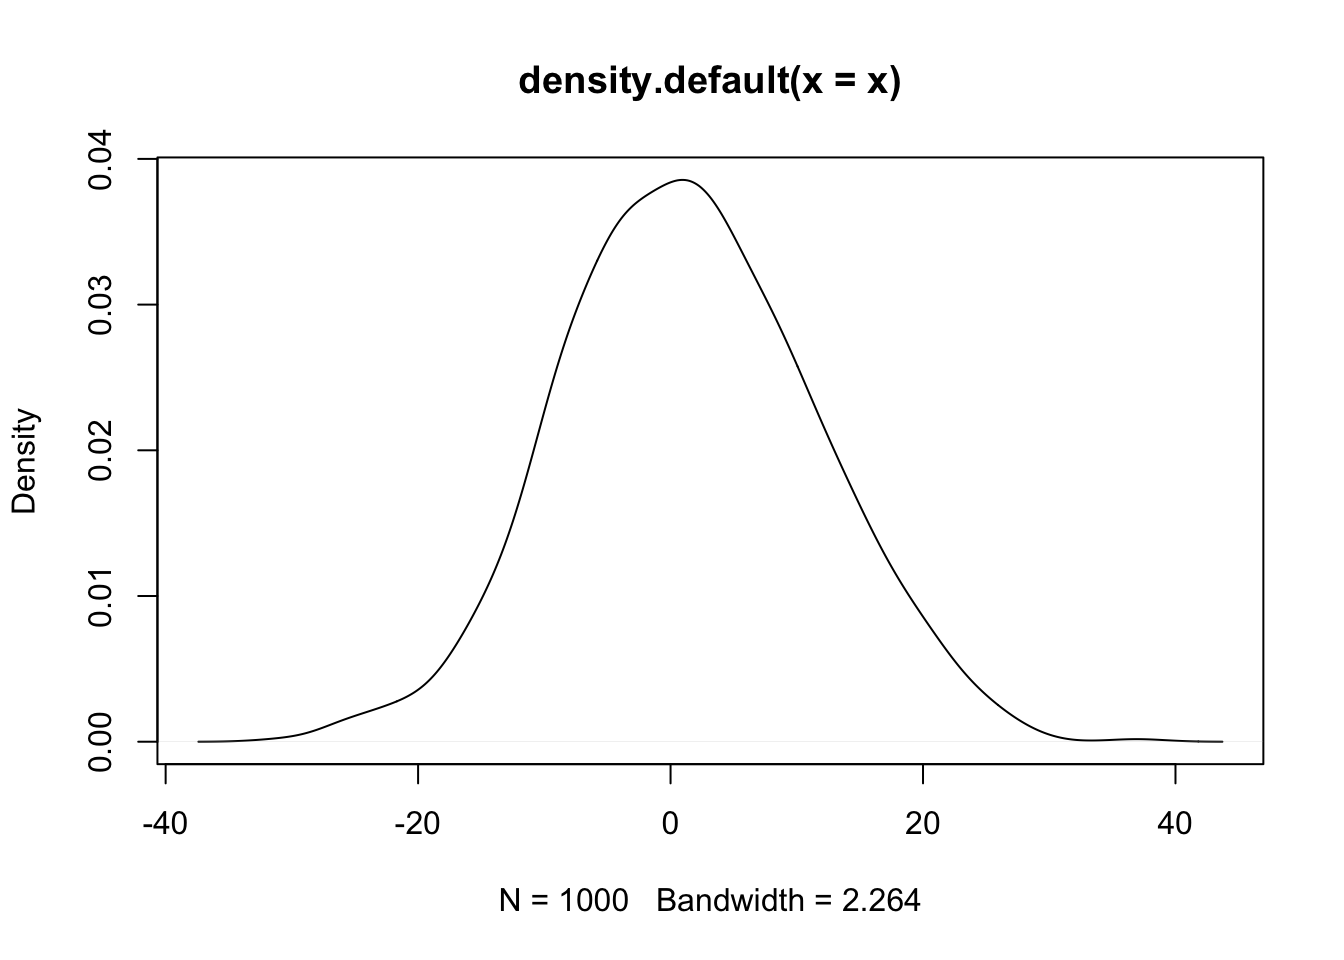 density.default(x = x)
Density
0.04
0.03
0.02
0.01
0.00
-40 -20 0 20 40
N = 1000 Bandwidth = 2.264